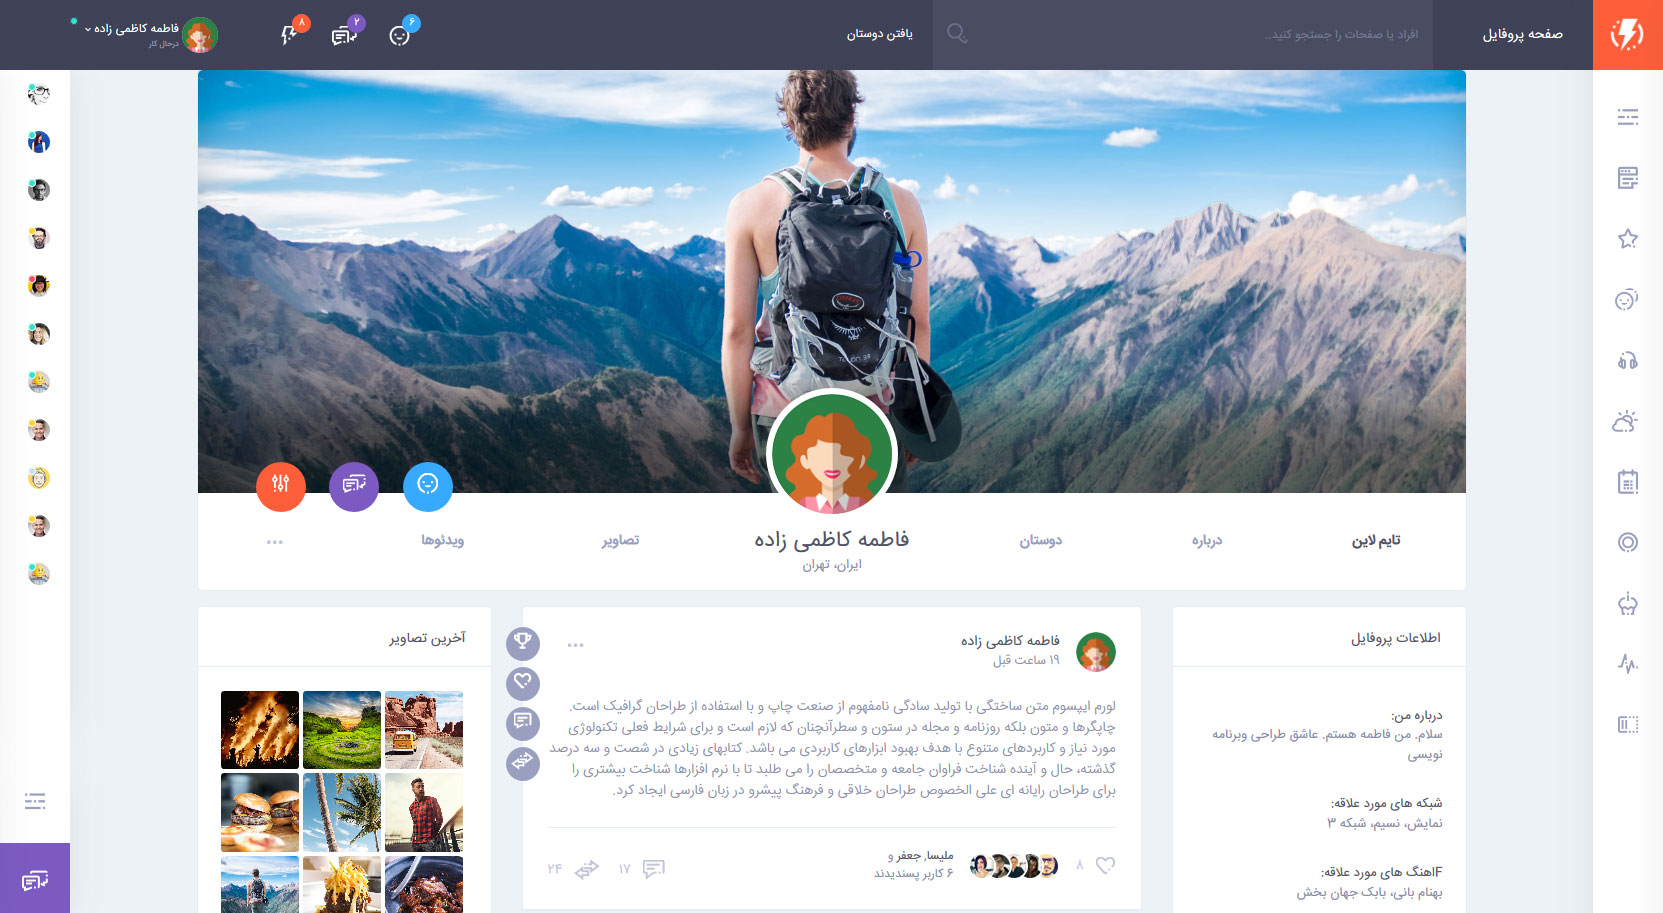 صفحه پروفایل
افراد یا صفحات را جستجو کنید..
یافتن دوستان
۶
۲
۸
فاطمه کاظمی زاده
درحال کار
تایم لاین
درباره
دوستان
فاطمه کاظمی زاده
ایران، تهران
تصاویر
ویدئوها
اطلاعات پروفایل
درباره من:
سلام. من فاطمه هستم. عاشق طراحی وبرنامه
نویسی
شبکه های مورد علاقه:
نمایش، نسیم، شبکه ۳
Fاهنگ های مورد علاقه:
بهنام بانی، بابک جهان بخش
فاطمه کاظمی زاده
۱۹ ساعت قبل
لورم ایپسوم متن ساختگی با تولید سادگی نامفهوم از صنعت چاپ و با استفاده از طراحان گرافیک است.
چاپگرها و متون بلکه روزنامه و مجله در ستون و سطرآنچنان که لازم است و برای شرایط فعلی تکنولوژی
مورد نیاز و کاربردهای متنوع با هدف بهبود ابزارهای کاربردی می باشد. کتابهای زیادی در شصت و سه درصد
گذشته، حال و آینده شناخت فراوان جامعه و متخصصان را می طلبد تا با نرم افزارها شناخت بیشتری را
برای طراحان رایانه ای علی الخصوص طراحان خلاقی و فرهنگ پیشرو در زبان فارسی ایجاد کرد.
۸
ملیسا, جعفر و
۶ کاربر پسندیدند
۱۷
۲۴
آخرین تصاویر